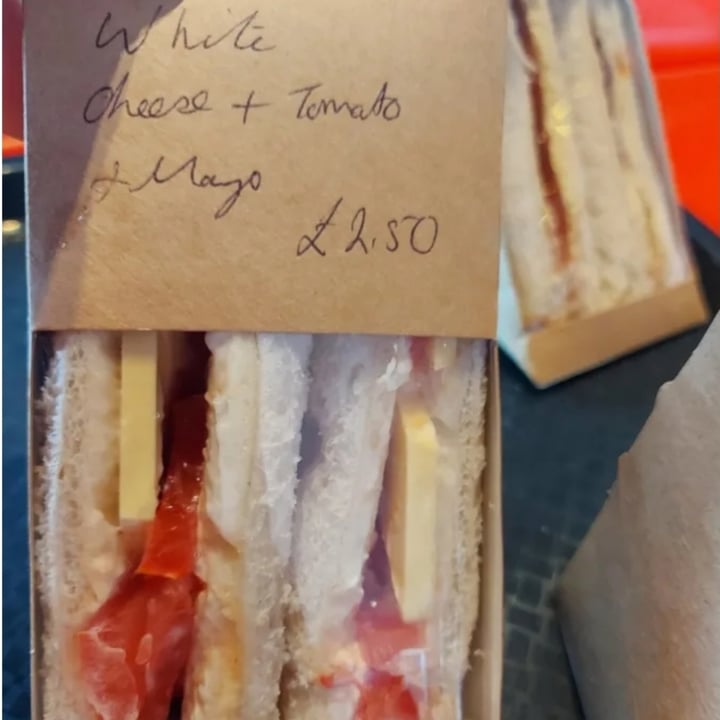 White
Cheese + Tomato
+ Mayo
£2.50